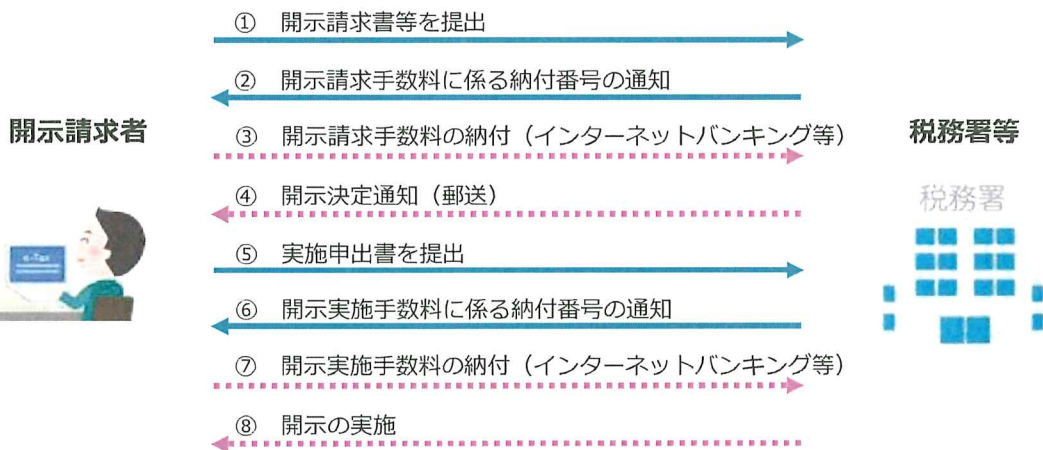 ① 開示請求書等を提出
② 開示請求手数料に係る納付番号の通知
開示請求者
③ 開示請求手数料の納付（インターネットバンキング等）
税務署等
④ 開示決定通知（郵送）
税務署
e-Tax
⑤ 実施申出書を提出
⑥ 開示実施手数料に係る納付番号の通知
⑦ 開示実施手数料の納付（インターネットバンキング等）
⑧ 開示の実施